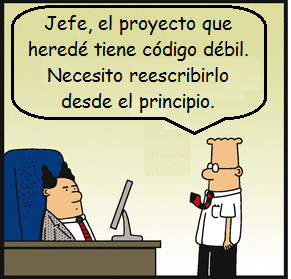 Jefe, el proyecto que
heredé tiene código débil.
Necesito reescribirlo
desde el principio.